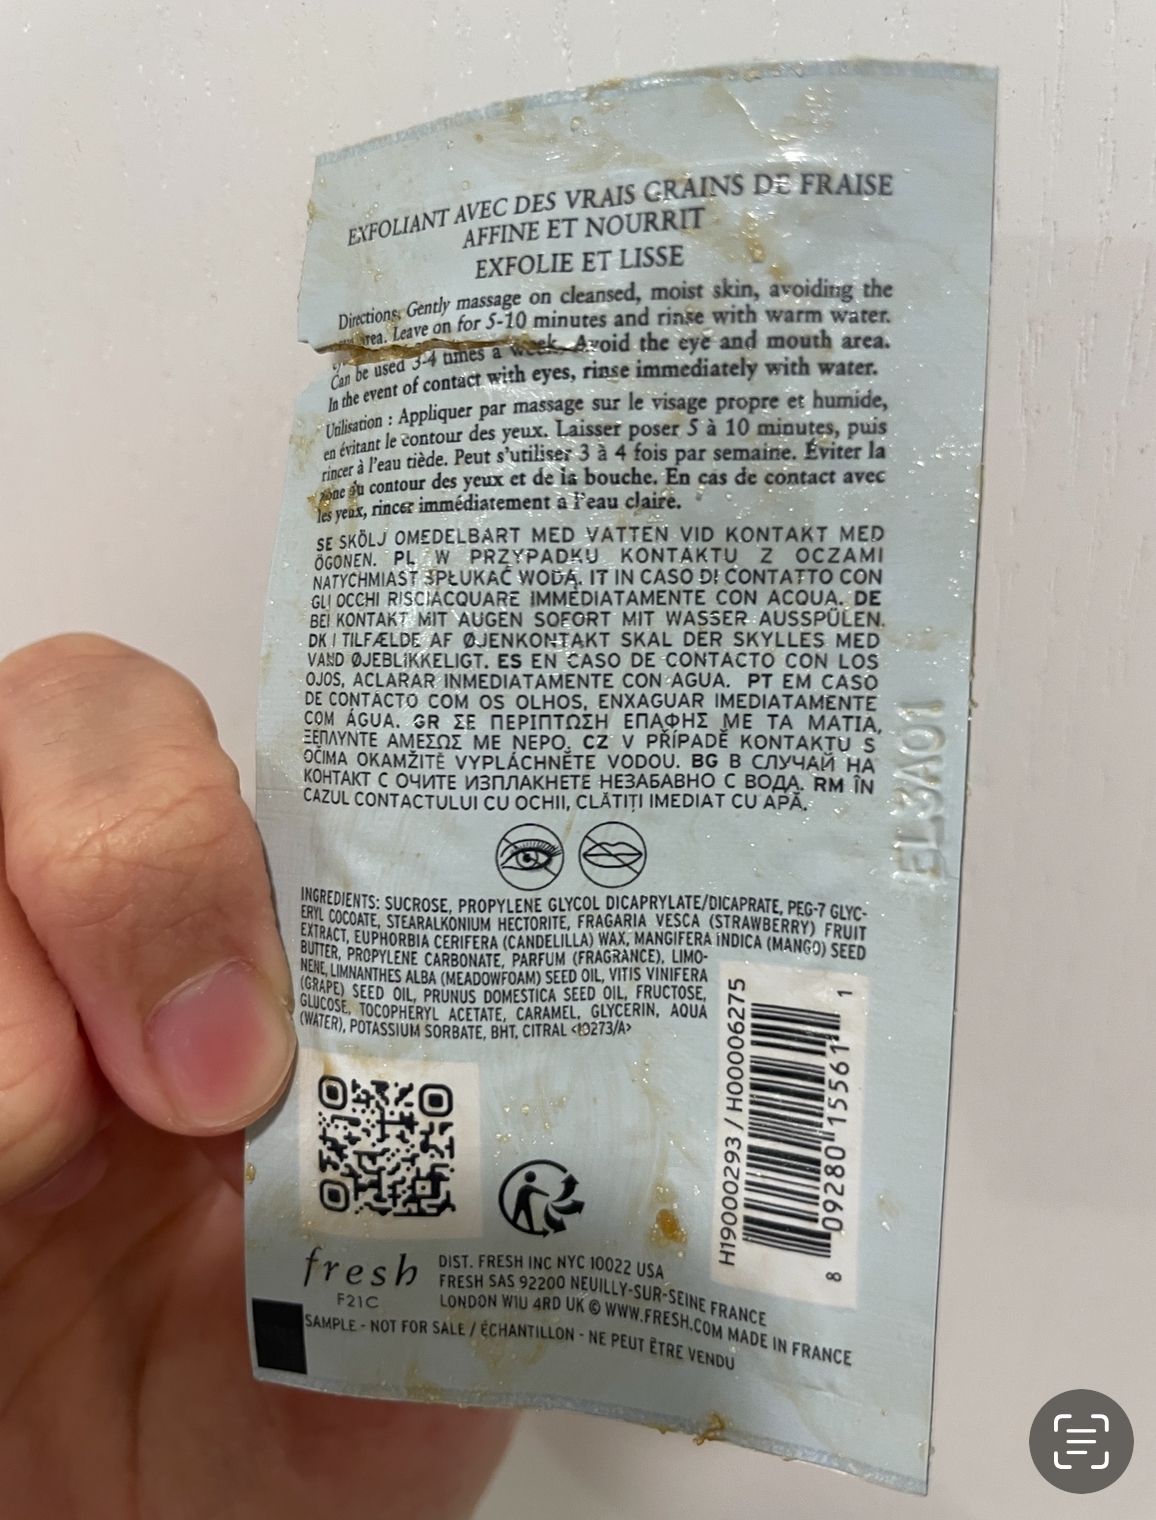 EXFOLIANT AVEC DES VRAIS GRAINS DE FRAISE
AFFINE ET NOURRIT
EXFOLIE ET LISSE
Directions: Gently massage on cleansed, moist skin, avoiding the
area. Leave on for 5-10 minutes and rinse with warm water.
Can be used 3-4 times a week. Avoid the eye and mouth area.
In the event of contact with eyes, rinse immediately with water.
Utilisation : Appliquer par massage sur le visage propre et humide,
en évitant le contour des yeux. Laisser poser 5 à 10 minutes, puis
rincer à l'eau tiède. Peut s'utiliser 3 à 4 fois par semaine. Éviter la
zone du contour des yeux et de la bouche. En cas de contact avec
les yeux, rincer immédiatement à l'eau claire.
SE SKÖLJ OMEDELBART MED VATTEN VID KONTAKT MED
ÖGONEN. PL W PRZYPADKU KONTAKTU Z OCZAMI
NATYCHMIAST SPŁUKAĆ WODĄ. IT IN CASO DI CONTATTO CON
GLI OCCHI RISCIACQUARE IMMEDIATAMENTE CON ACQUA. DE
BEI KONTAKT MIT AUGEN SOFORT MIT WASSER AUSSPÜLEN.
DK I TILFÆLDE AF ØJENKONTAKT SKAL DER SKYLLES MED
VAND ØJEBLIKKELIGT. ES EN CASO DE CONTACTO CON LOS
OJOS, ACLARAR INMEDIATAMENTE CON AGUA. PT EM CASO
DE CONTACTO COM OS OLHOS, ENXAGUAR IMEDIATAMENTE
COM ÁGUA. GR ΣΕ ΠΕΡΙΠΤΩΣΗ ΕΠΑΦΗΣ ΜΕ ΤΑ ΜΑΤΙΑ,
ΞΕΠΛΥΝΤΕ ΑΜΕΣΩΣ ΜΕ ΝΕΡΟ. CZ V PŘÍPADĚ KONTAKTU S
OČIMA OKAMŽITĚ VYPLÁCHNĚTE VODOU. BG В СЛУЧАЙ НА
КОНТАКТ С ОЧИТЕ ИЗПЛАКНЕТЕ НЕЗАБАВНО С ВОДА. RM ÎN
CAZUL CONTACTULUI CU OCHII, CLĂTIȚI IMEDIAT CU APĂ.
EL3A01
INGREDIENTS: SUCROSE, PROPYLENE GLYCOL DICAPRYLATE/DICAPRATE, PEG-7 GLYC-
ERYL COCOATE, STEARALKONIUM HECTORITE, FRAGARIA VESCA (STRAWBERRY) FRUIT
EXTRACT, EUPHORBIA CERIFERA (CANDELILLA) WAX, MANGIFERA INDICA (MANGO) SEED
BUTTER, PROPYLENE CARBONATE, PARFUM (FRAGRANCE), LIMO-
NENE, LIMNANTHES ALBA (MEADOWFOAM) SEED OIL, VITIS VINIFERA
(GRAPE) SEED OIL, PRUNUS DOMESTICA SEED OIL, FRUCTOSE,
GLUCOSE, TOCOPHERYL ACETATE, CARAMEL, GLYCERIN, AQUA
(WATER), POTASSIUM SORBATE, BHT, CITRAL <10273/A>
H19000293 / H00006275
8 09280 15561 1
fresh
F21C
DIST. FRESH INC NYC 10022 USA
FRESH SAS 92200 NEUILLY-SUR-SEINE FRANCE
LONDON W1U 4RD UK © WWW.FRESH.COM MADE IN FRANCE
SAMPLE - NOT FOR SALE / ÉCHANTILLON - NE PEUT ÊTRE VENDU